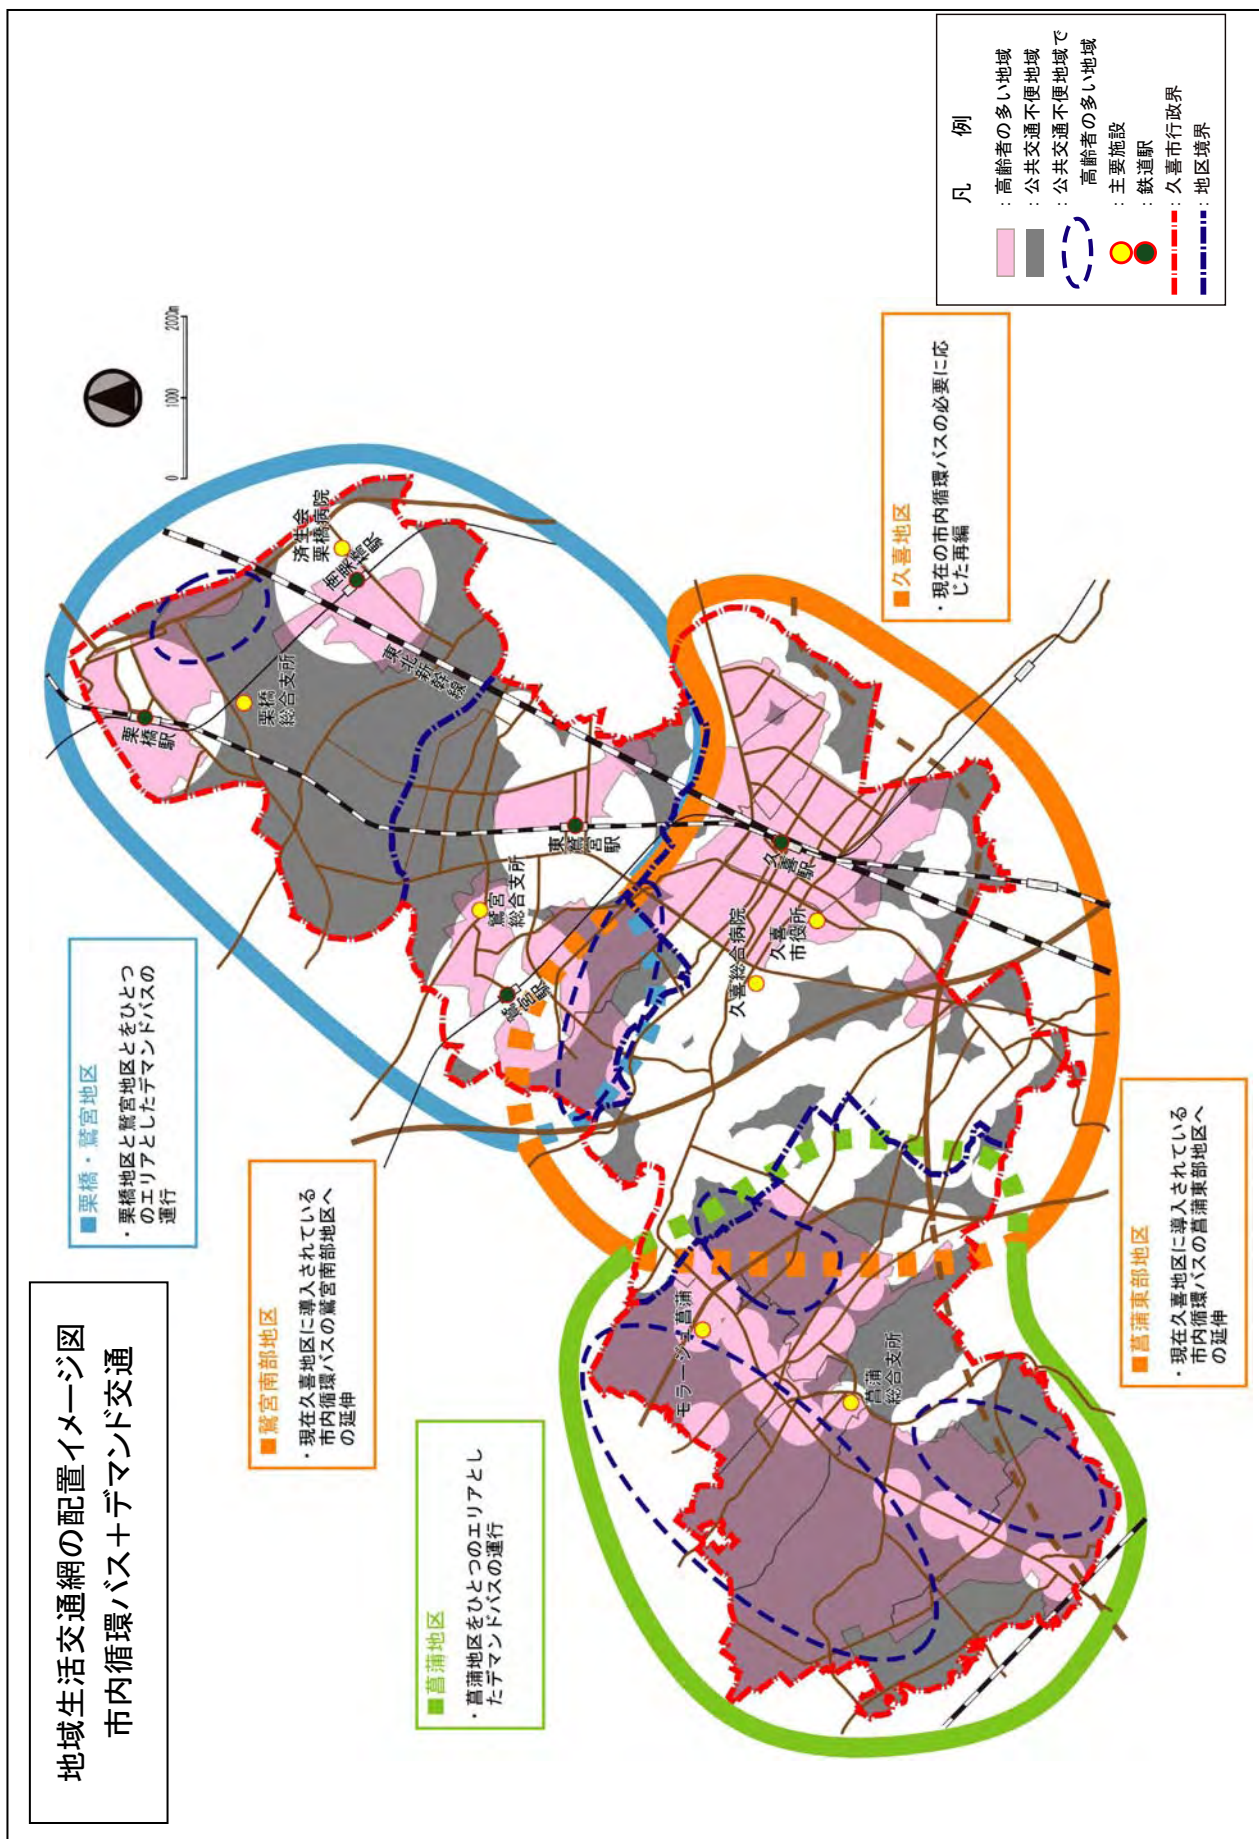 地域生活交通網の配置イメージ図
市内循環バス＋デマンド交通
■栗橋・鷲宮地区
・栗橋地区と鷲宮地区とをひとつ
のエリアとしたデマンドバスの
運行
■鷲宮南部地区
・現在久喜地区に導入されている
市内循環バスの鷲宮南部地区へ
の延伸
■菖蒲地区
・菖蒲地区をひとつのエリアとし
たデマンドバスの運行
■菖蒲東部地区
・現在久喜地区に導入されている
市内循環バスの菖蒲東部地区へ
の延伸
■久喜地区
・現在の市内循環バスの必要に応
じた再編
0
1000
2000m
栗橋駅
栗橋
総合支所
済生会
栗橋病院
南栗橋駅
東北新幹線
鷲宮
総合支所
東鷲宮駅
鷲宮駅
久喜総合病院
久喜
市役所
久喜駅
モラージュ菖蒲
菖蒲
総合支所
凡 例
：高齢者の多い地域
：公共交通不便地域
：公共交通不便地域で
高齢者の多い地域
：主要施設
：鉄道駅
：久喜市行政界
：地区境界